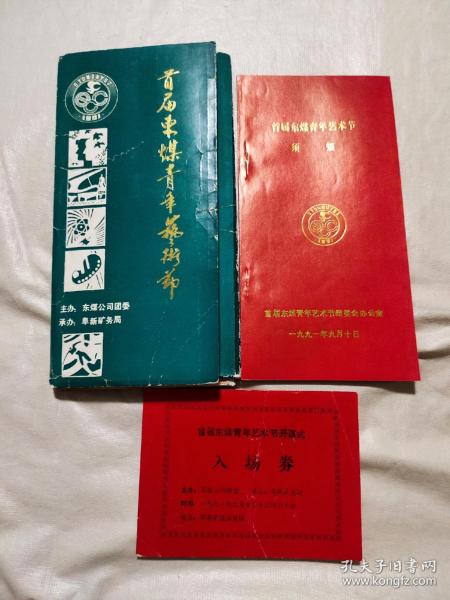 首届东煤青年艺術節
1991
主办：东煤公司团委
承办：阜新矿务局
首届东煤青年艺术节
须 知
首届东煤青年艺术节组委会办公室
一九九一年九月十日
首届东煤青年艺术节开幕式
入场券
孔夫子旧书网
www.kongfz.com